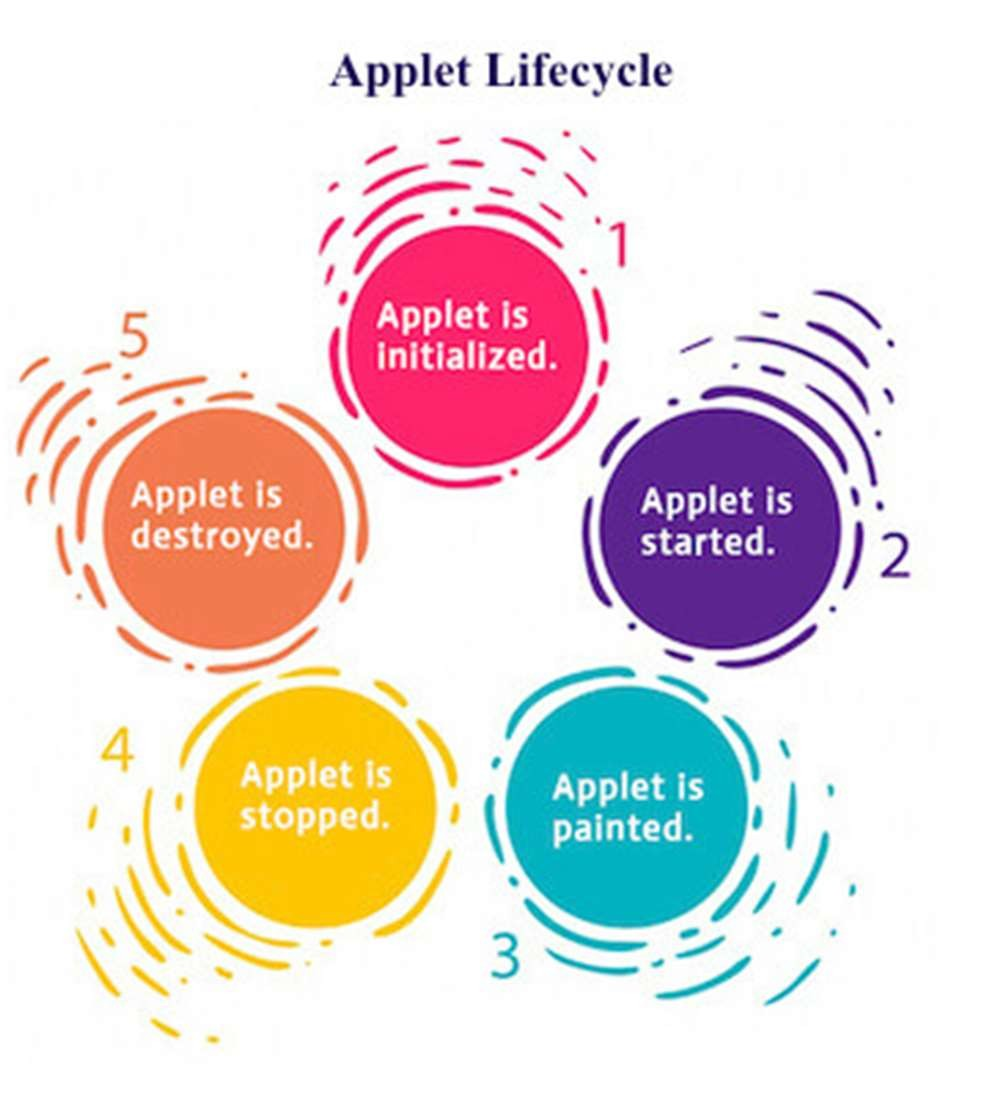 Applet Lifecycle
1
Applet is
initialized.
2
Applet is
started.
3
Applet is
painted.
4
Applet is
stopped.
5
Applet is
destroyed.